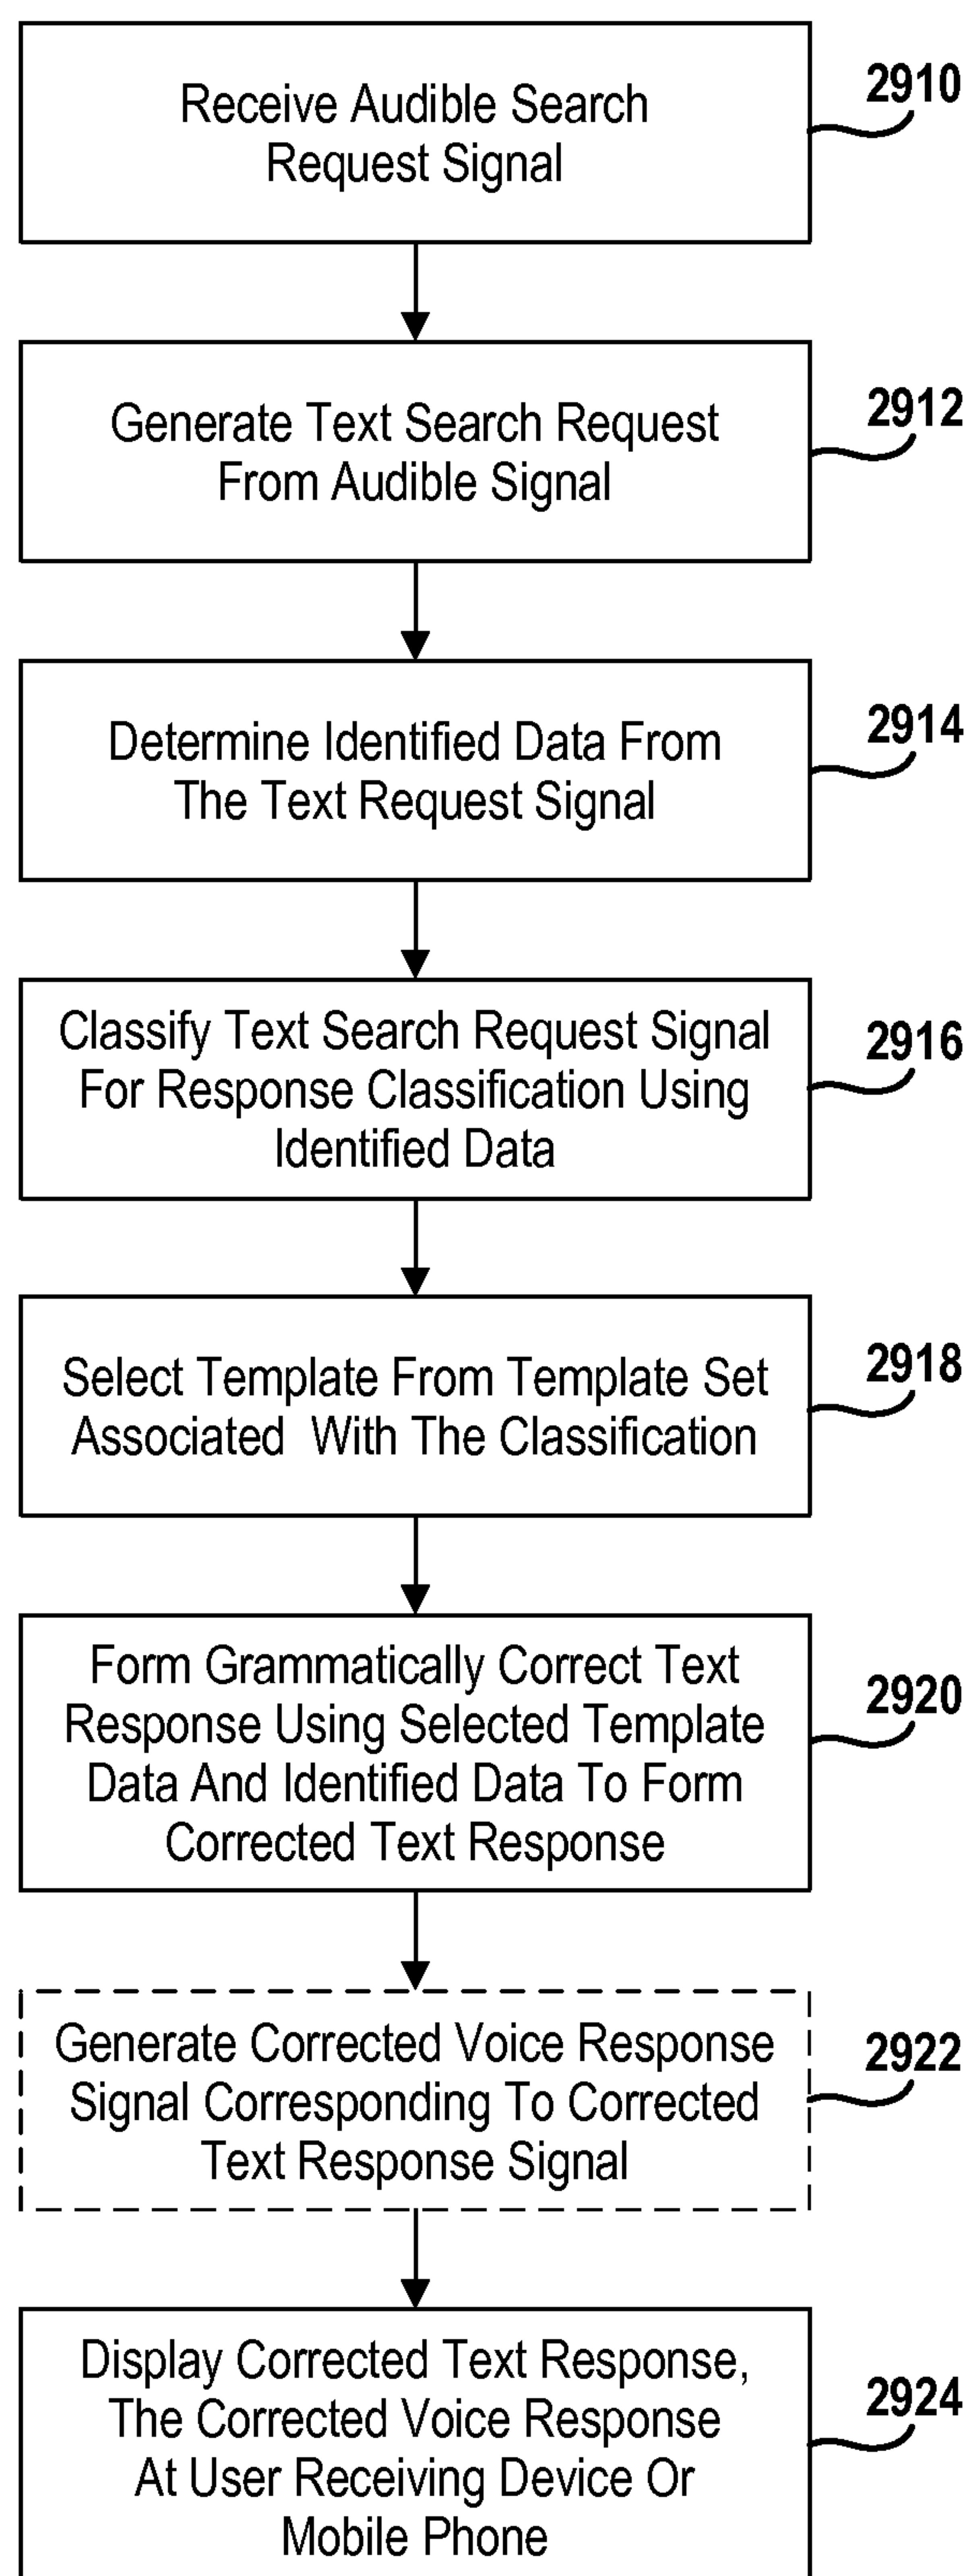 Receive Audible Search
Request Signal
2910
Generate Text Search Request
From Audible Signal
2912
Determine Identified Data From
The Text Request Signal
2914
Classify Text Search Request Signal
For Response Classification Using
Identified Data
2916
Select Template From Template Set
Associated With The Classification
2918
Form Grammatically Correct Text
Response Using Selected Template
Data And Identified Data To Form
Corrected Text Response
2920
Generate Corrected Voice Response
Signal Corresponding To Corrected
Text Response Signal
2922
Display Corrected Text Response,
The Corrected Voice Response
At User Receiving Device Or
Mobile Phone
2924